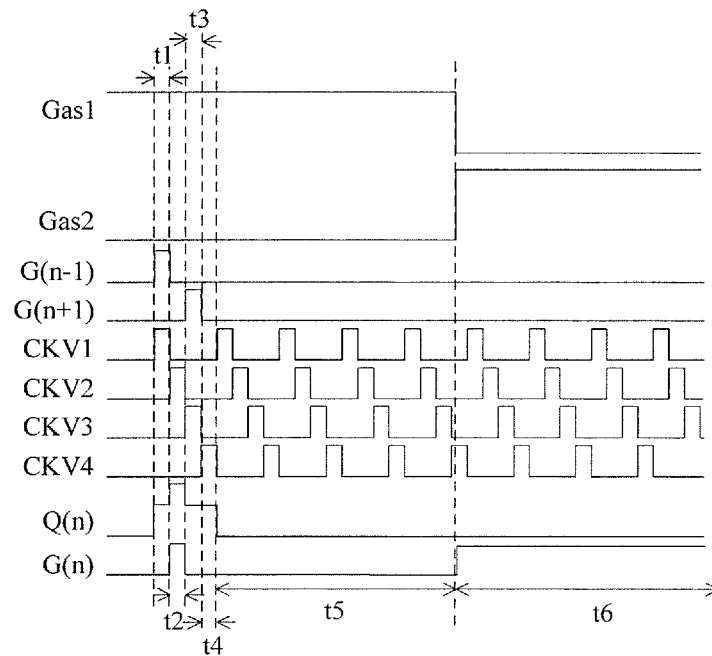 t3
t1
Gas1
Gas2
G(n-1)
G(n+1)
CKV1
CKV2
CKV3
CKV4
Q(n)
G(n)
t2
t4
t5
t6